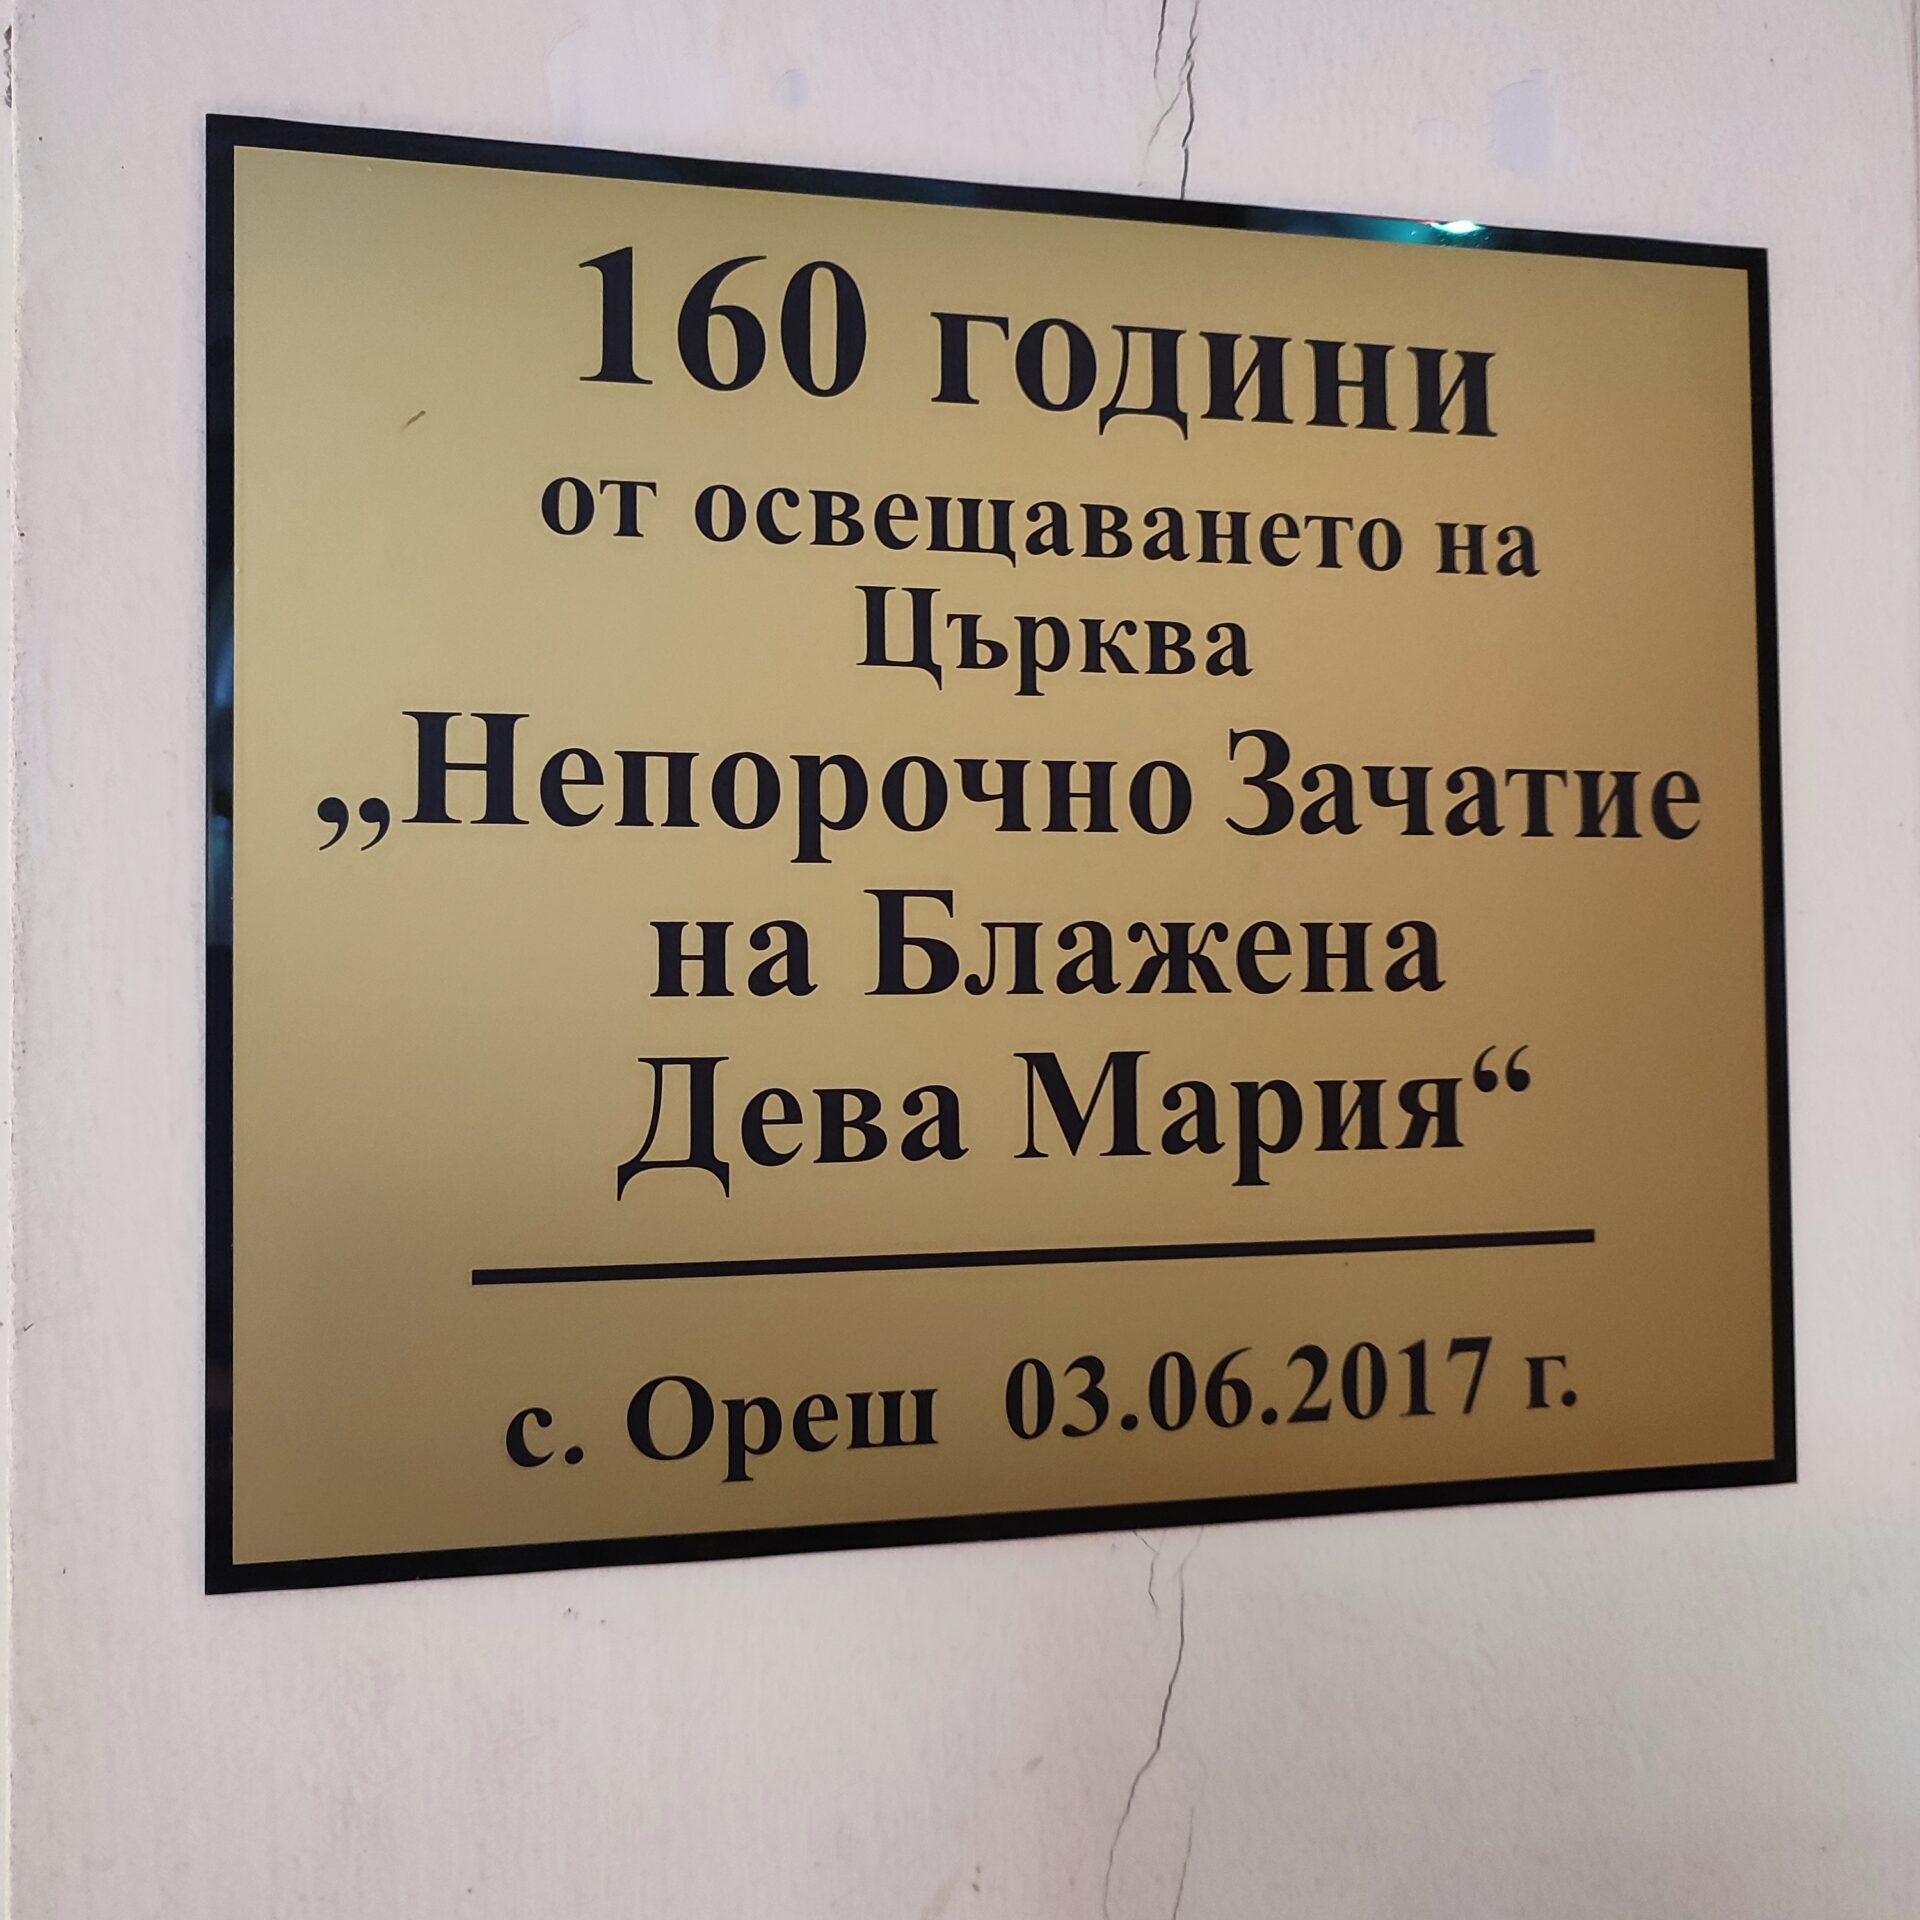 160 години
от освещаването на
Църква
„Непорочно Зачатие
на Блажена
Дева Мария“
с. Ореш 03.06.2017 г.